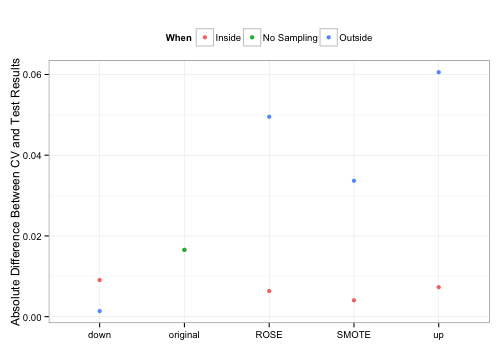 When Inside No Sampling Outside
Absolute Difference Between CV and Test Results
0.06
0.04
0.02
0.00
down original ROSE SMOTE up